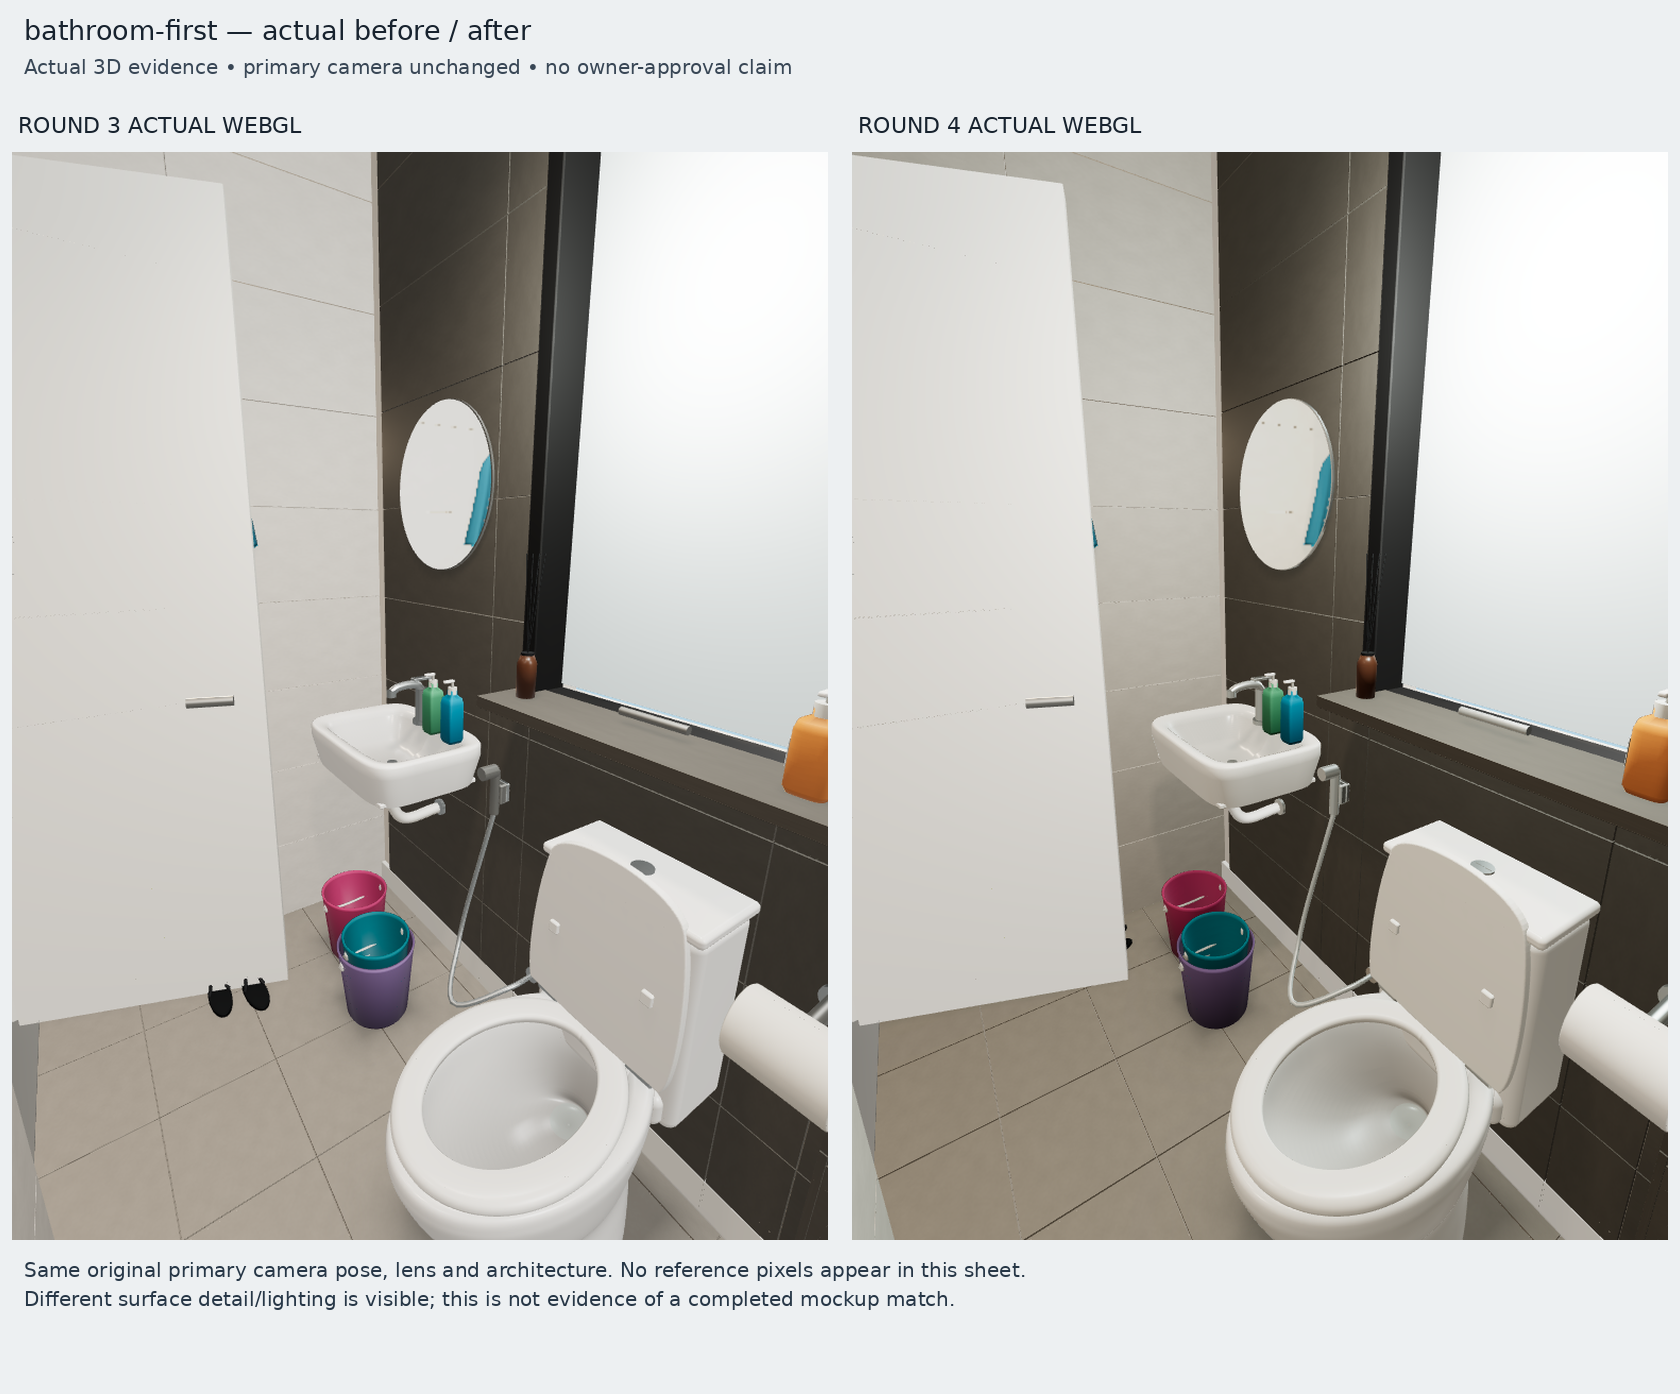 bathroom-first — actual before / after
Actual 3D evidence • primary camera unchanged • no owner-approval claim
ROUND 3 ACTUAL WEBGL
ROUND 4 ACTUAL WEBGL
Same original primary camera pose, lens and architecture. No reference pixels appear in this sheet.
Different surface detail/lighting is visible; this is not evidence of a completed mockup match.